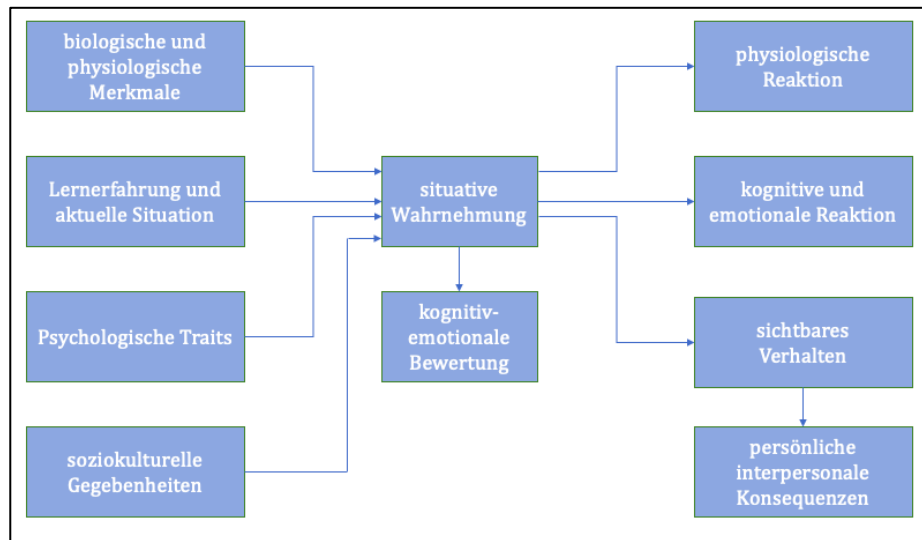 biologische und
physiologische
Merkmale
Lernerfahrung und
aktuelle Situation
Psychologische Traits
soziokulturelle
Gegebenheiten
situative
Wahrnehmung
kognitiv-
emotionale
Bewertung
physiologische
Reaktion
kognitive und
emotionale Reaktion
sichtbares
Verhalten
persönliche
interpersonale
Konsequenzen